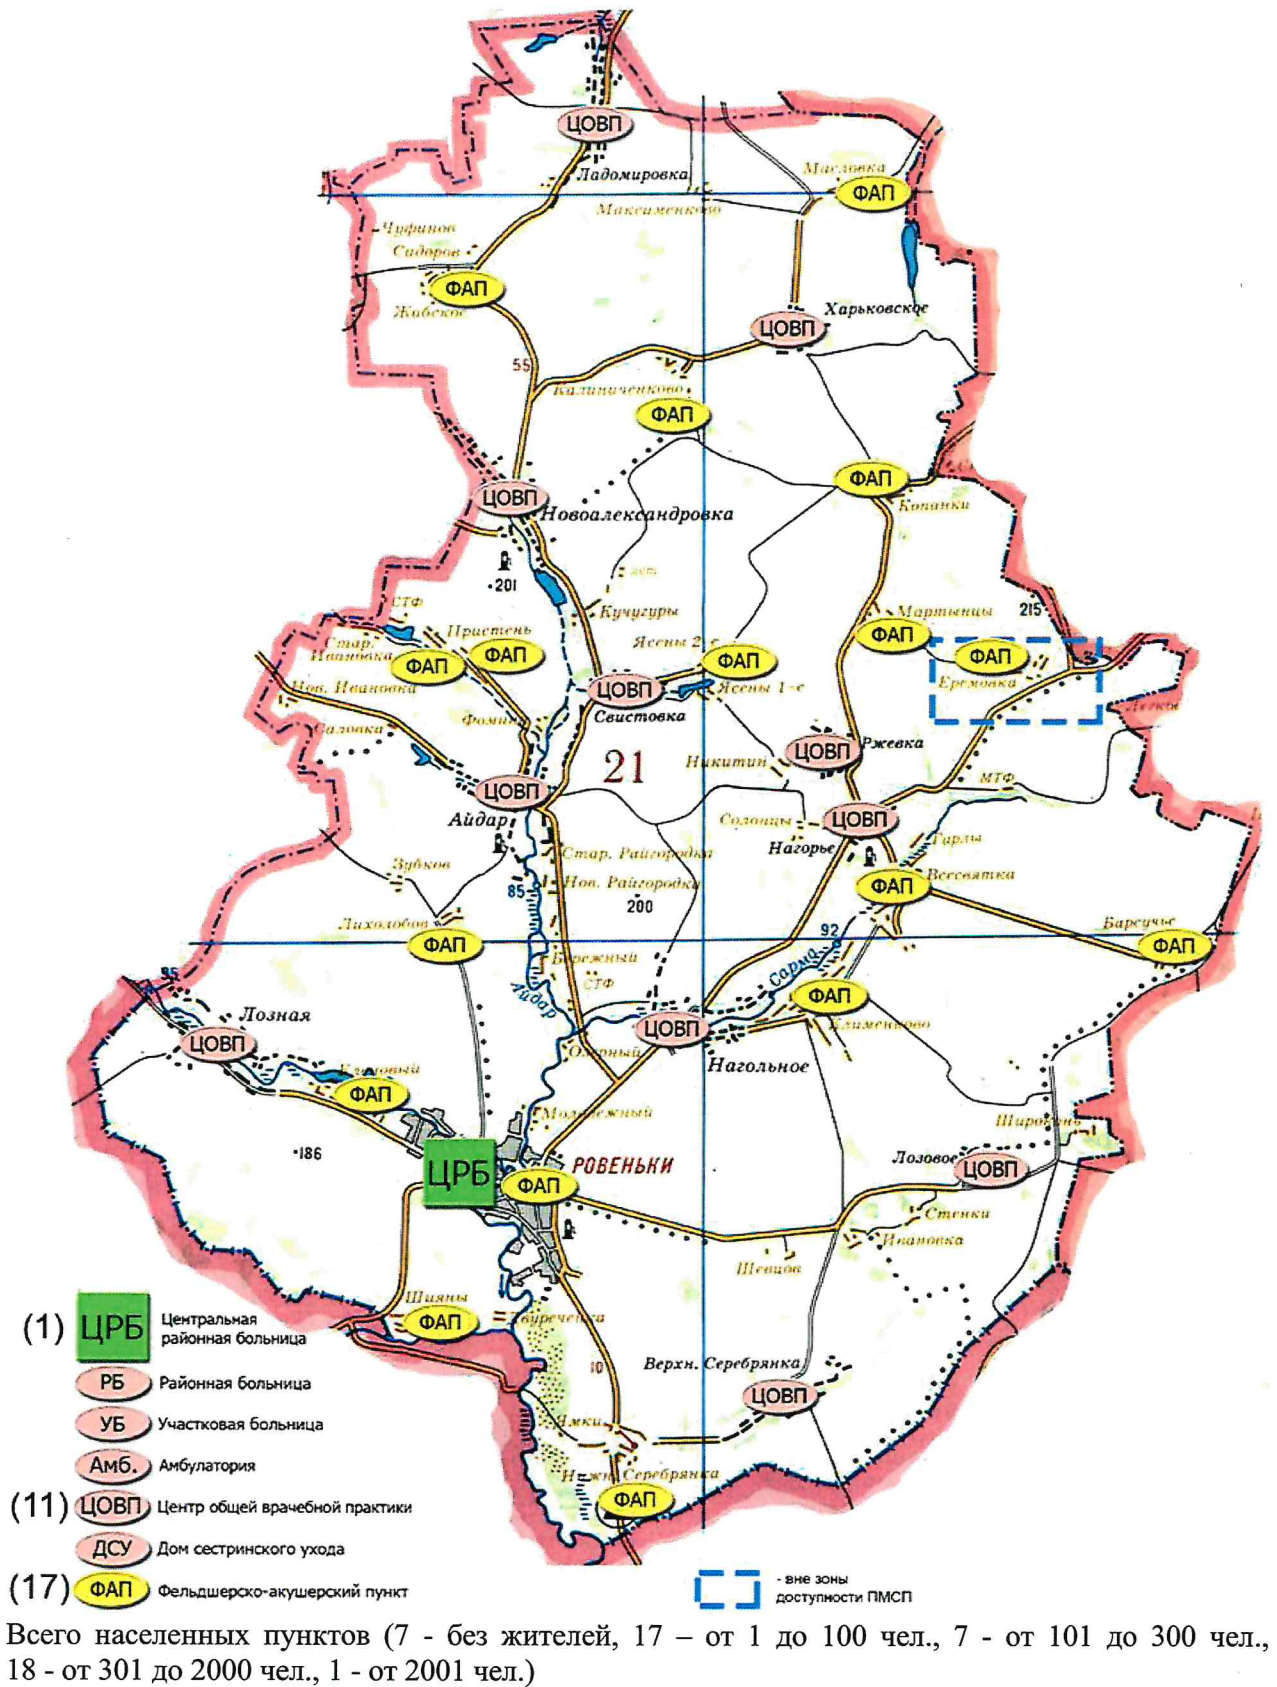 ЦОВП
Ладомировка
Масловка
ФАП
Максименково
Чуфинов
Сидоров
ФАП
Жабское
Харьковское
ЦОВП
55
Калиниченково
ФАП
ФАП
Копанки
ЦОВП
Новоалександровка
201
Кучугуры
215
СТФ
Пристень
Стар.
Ивановка
ФАП
ФАП
Ясены 2-е
ФАП
Мартынцы
ФАП
ФАП
Еремовка
Нов. Ивановка
ЦОВП
Ясены 1-е
Свистовка
Легкое
Саловка
Фомин
21
Никитин
ЦОВП
Ржевка
МТФ
ЦОВП
Айдар
Солонцы
ЦОВП
Нагорье
Гарлы
Зубков
Стар. Райгородка
85
Нов. Райгородка
200
ФАП
Всесвятка
Лихолобов
ФАП
92
Барсучье
ФАП
Бережный
СТФ
Айдар
Сарма
ФАП
Клименково
Лозная
ЦОВП
ЦОВП
Озерный
Нагольное
ФАП
Молодежный
186
ЦРБ
ФАП
РОВЕНЬКИ
Лозовое
ЦОВП
Стенки
Ивановка
Шевцов
Шияны
ФАП
10
Верхн. Серебрянка
ЦОВП
Ямки
Нижн. Серебрянка
ФАП
(1) ЦРБ Центральная
районная больница
РБ Районная больница
УБ Участковая больница
Амб. Амбулатория
(11) ЦОВП Центр общей врачебной практики
ДСУ Дом сестринского ухода
(17) ФАП Фельдшерско-акушерский пункт
- вне зоны
доступности ПМСП
Всего населенных пунктов (7 - без жителей, 17 – от 1 до 100 чел., 7 - от 101 до 300 чел.,
18 - от 301 до 2000 чел., 1 - от 2001 чел.)